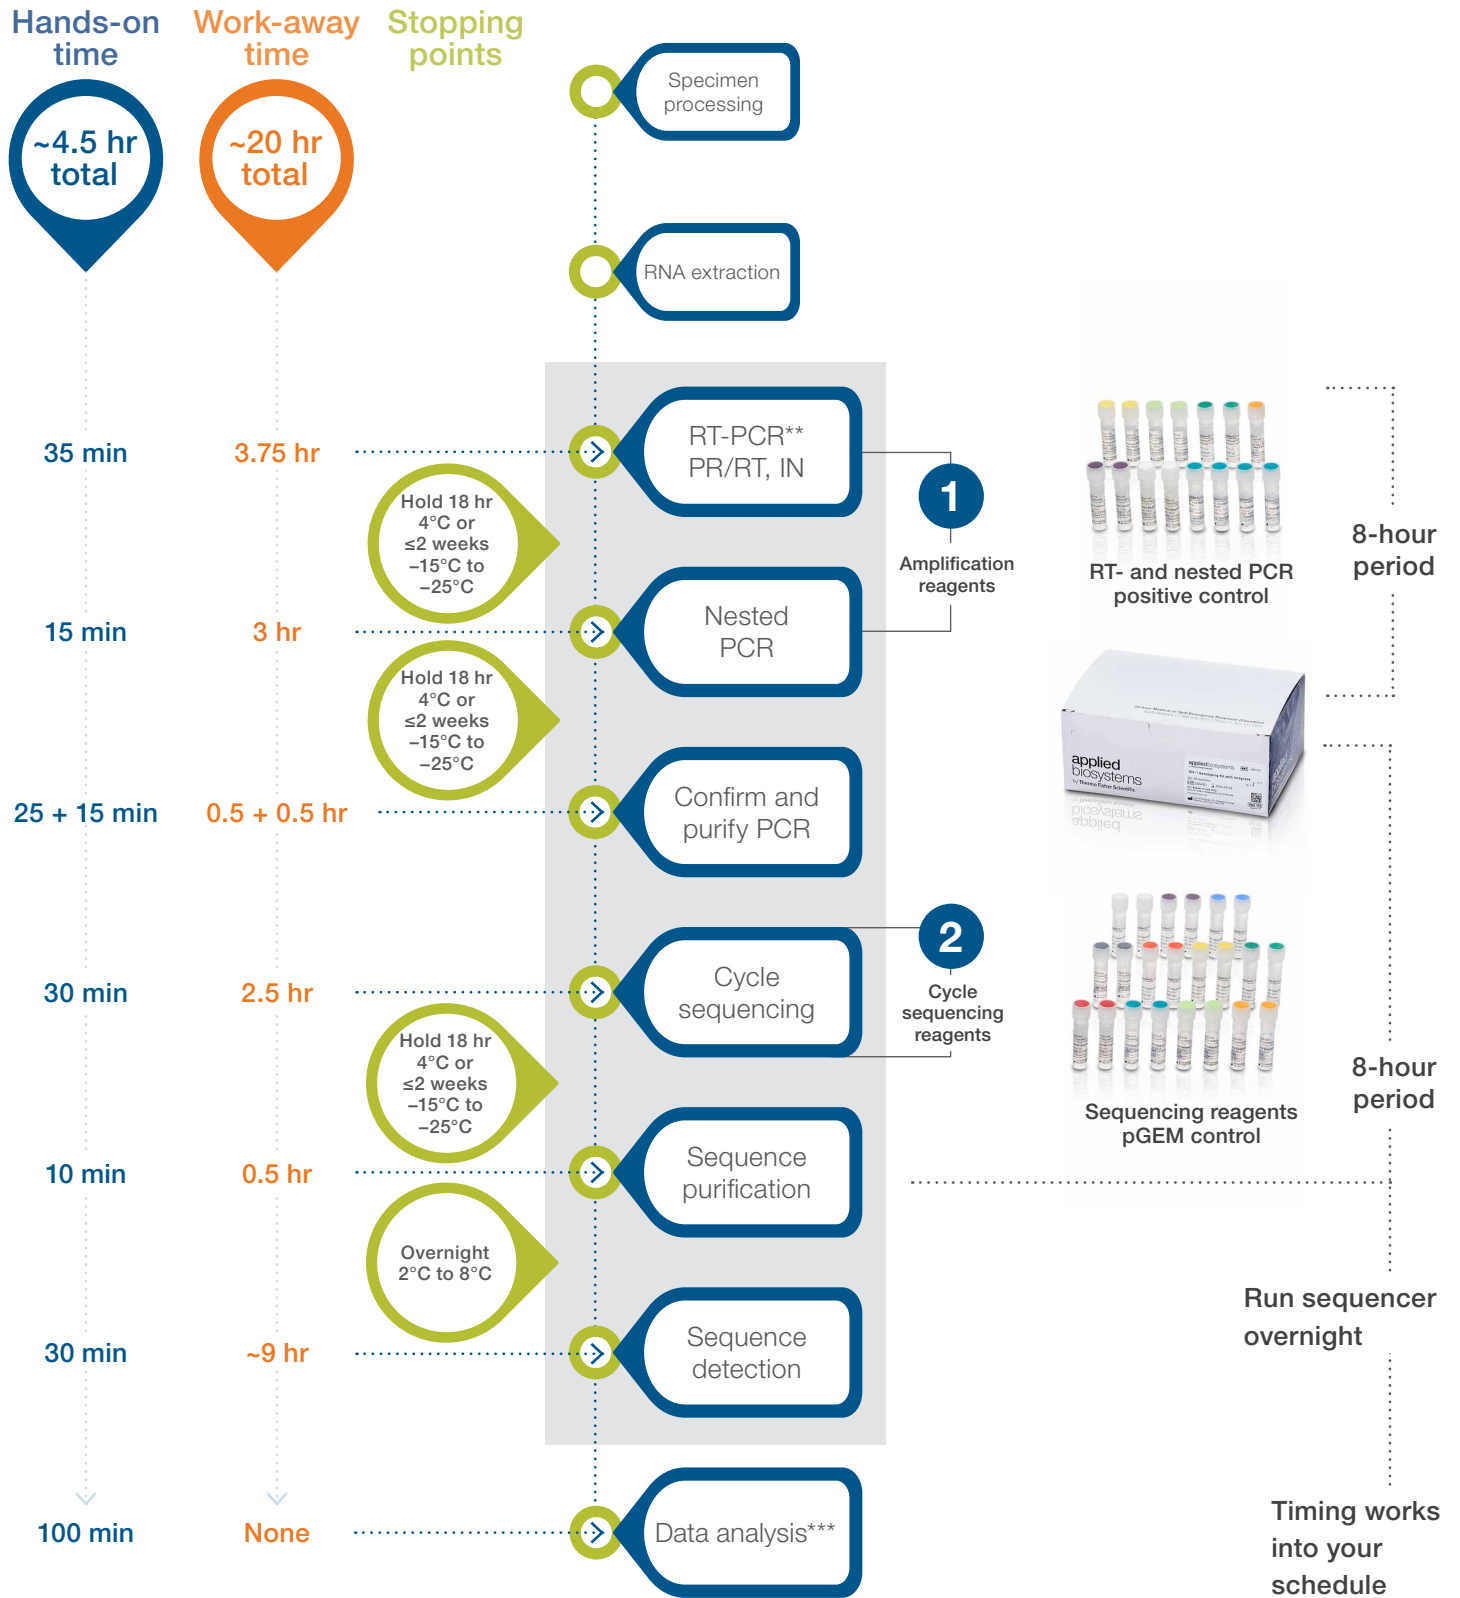 Hands-on
time
Work-away
time
Stopping
points
~4.5 hr
total
~20 hr
total
Specimen
processing
RNA extraction
35 min
3.75 hr
RT-PCR**
PR/RT, IN
1
Amplification
reagents
Hold 18 hr
4°C or
≤2 weeks
–15°C to
–25°C
RT- and nested PCR
positive control
8-hour
period
15 min
3 hr
Nested
PCR
Hold 18 hr
4°C or
≤2 weeks
–15°C to
–25°C
applied
biosystems
by Thermo Fisher Scientific
appliedbiosystems
25 + 15 min
0.5 + 0.5 hr
Confirm and
purify PCR
30 min
2.5 hr
Cycle
sequencing
2
Cycle
sequencing
reagents
Hold 18 hr
4°C or
≤2 weeks
–15°C to
–25°C
Sequencing reagents
pGEM control
8-hour
period
10 min
0.5 hr
Sequence
purification
Overnight
2°C to 8°C
Run sequencer
overnight
30 min
~9 hr
Sequence
detection
100 min
None
Data analysis***
Timing works
into your
schedule